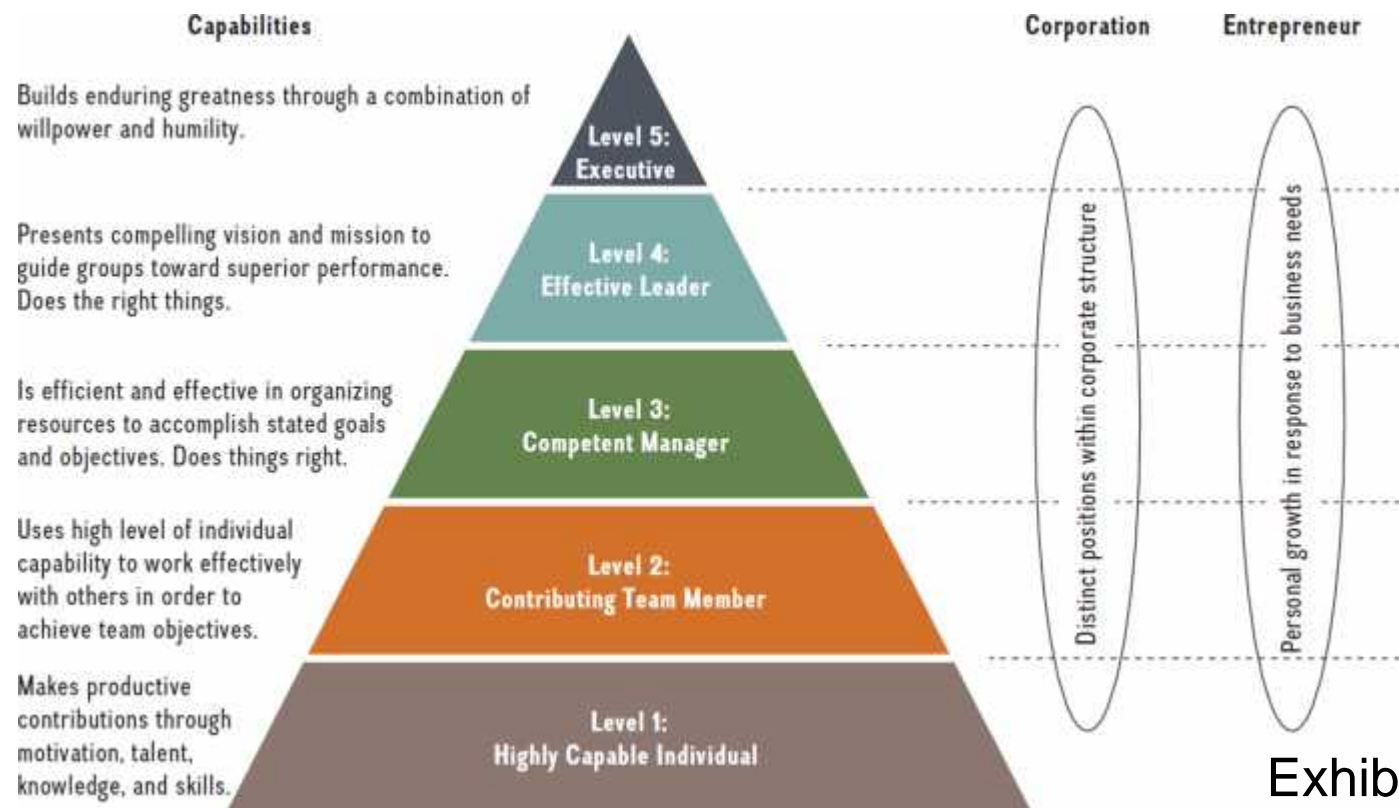 Capabilities
Corporation
Entrepreneur
Builds enduring greatness through a combination of
willpower and humility.
Level 5:
Executive
Presents compelling vision and mission to
guide groups toward superior performance.
Does the right things.
Level 4:
Effective Leader
Is efficient and effective in organizing
resources to accomplish stated goals
and objectives. Does things right.
Level 3:
Competent Manager
Uses high level of individual
capability to work effectively
with others in order to
achieve team objectives.
Level 2:
Contributing Team Member
Makes productive
contributions through
motivation, talent,
knowledge, and skills.
Level 1:
Highly Capable Individual
Distinct positions within corporate structure
Personal growth in response to business needs
Exhib